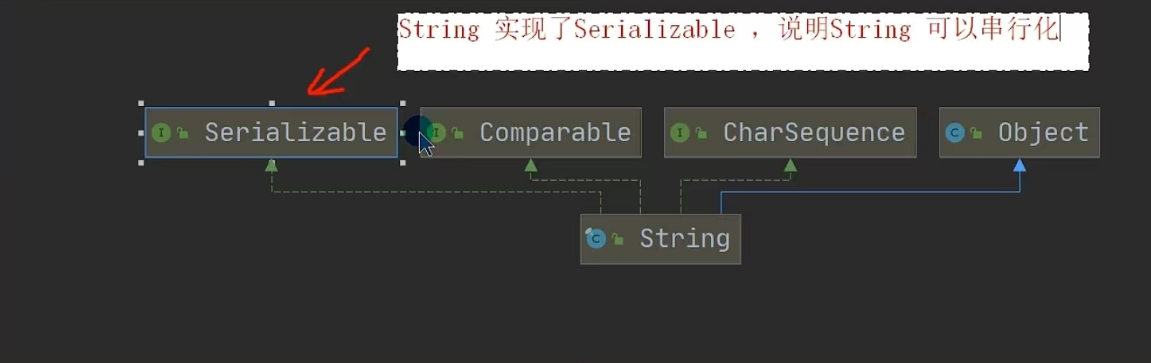 String 实现了Serializable ，说明String 可以串行化
Serializable
Comparable
CharSequence
Object
String